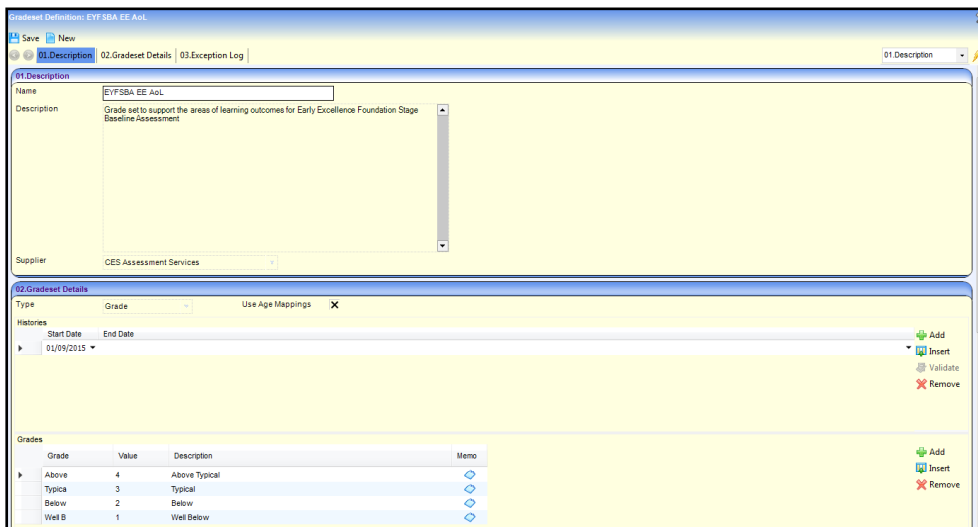 Gradeset Definition: EYFSBA EE AoL
Save New
01.Description 02.Gradeset Details 03.Exception Log 01.Description
01.Description
Name EYFSBA EE AoL
Description Grade set to support the areas of learning outcomes for Early Excellence Foundation Stage
Baseline Assessment
Supplier CES Assessment Services
02.Gradeset Details
Type Grade Use Age Mappings
Histories
Start Date End Date
Add
01/09/2015
Insert
Validate
Remove
Grades
Grade Value Description Memo
Add
Insert
Above 4 Above Typical
Remove
Typica 3 Typical
Below 2 Below
Well B 1 Well Below